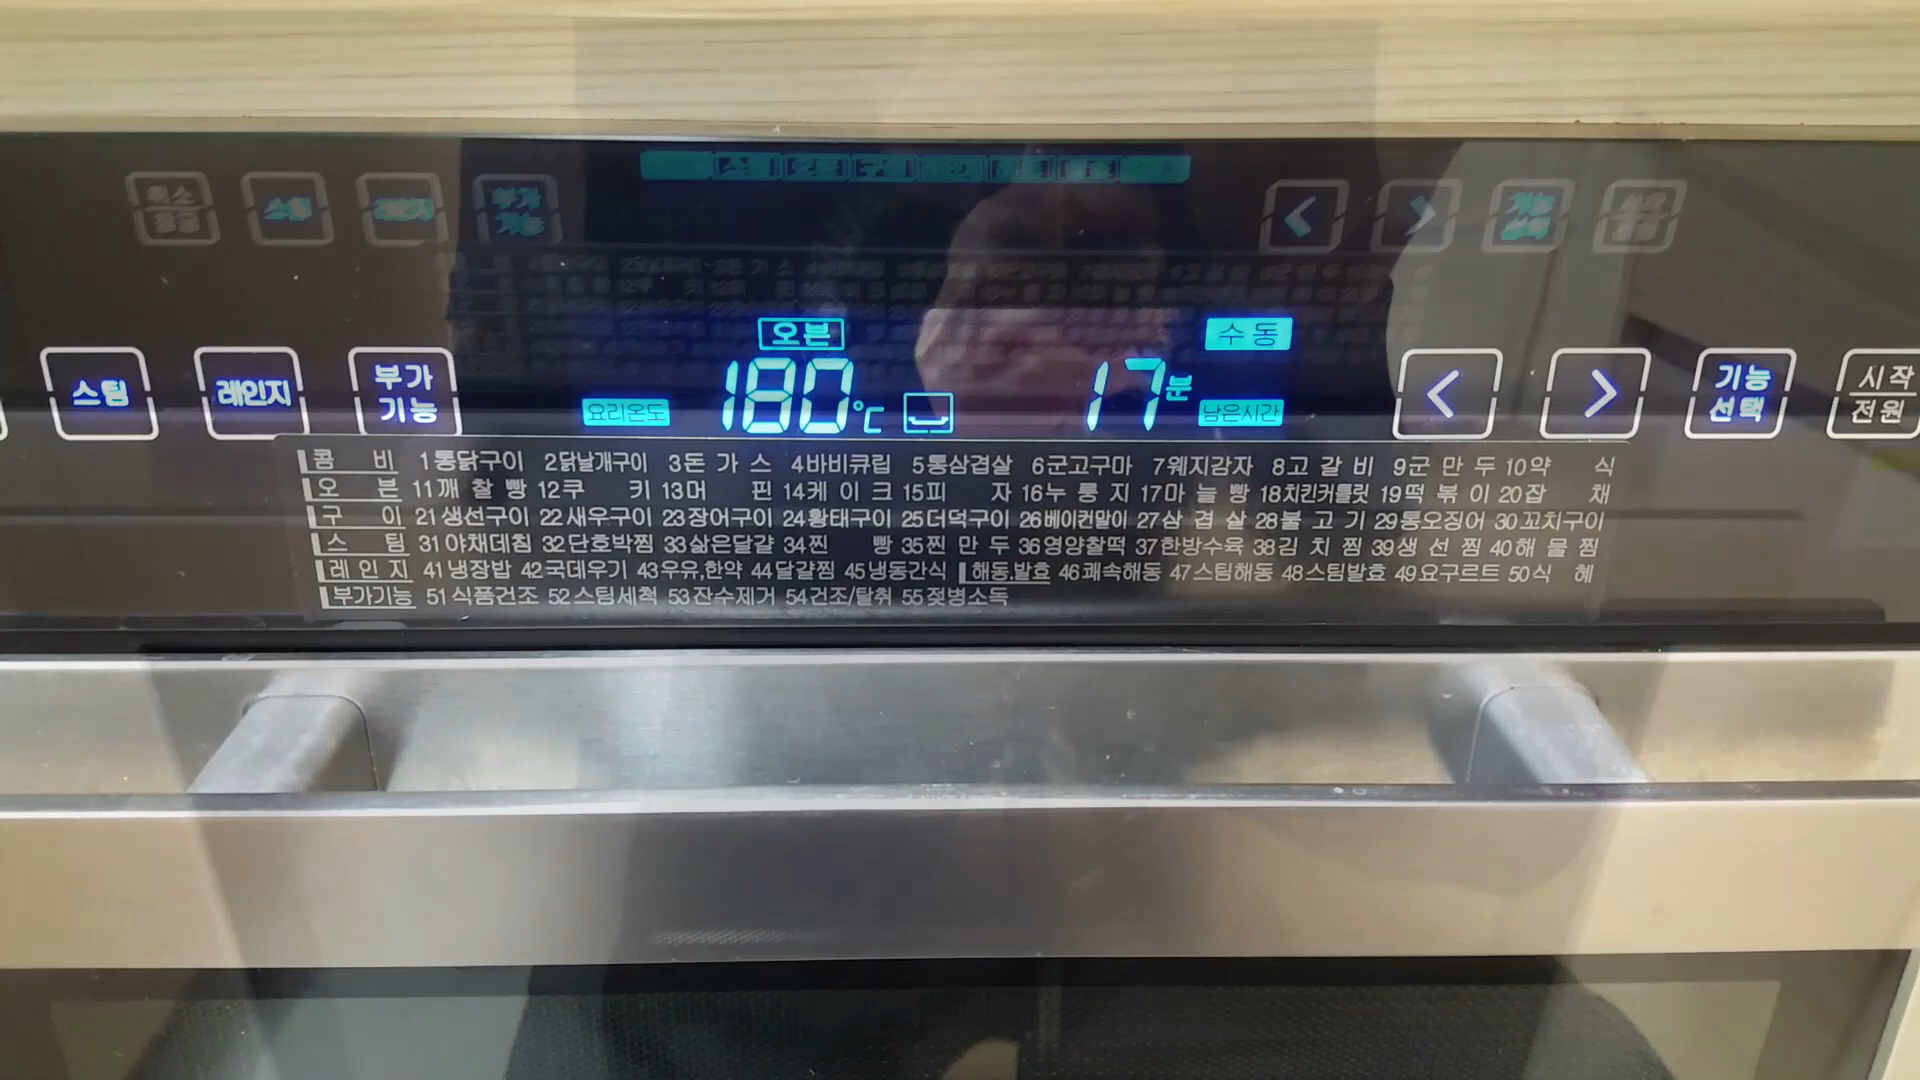 취소
잠금
스팀
부가
기능
오븐
수동
스팀
레인지
부가
기능
요리온도
180℃
17분
남은시간
<
>
기능
선택
시작
전원
콤 비 1통닭구이 2닭날개구이 3돈 가 스 4바비큐립 5통삼겹살 6군고구마 7웨지감자 8고 갈 비 9군 만 두 10약 식
오 븐 11깨 찰 빵 12쿠 키 13머 핀 14케 이 크 15피 자 16누 룽 지 17마 늘 빵 18치킨커틀릿 19떡 볶 이 20잡 채
구 이 21생선구이 22새우구이 23장어구이 24황태구이 25더덕구이 26베이컨말이 27삼 겹 살 28불 고 기 29통오징어 30꼬치구이
스 팀 31야채데침 32단호박찜 33삶은달걀 34찐 빵 35찐 만 두 36영양찰떡 37한방수육 38김 치 찜 39생 선 찜 40해 물 찜
레 인 지 41냉장밥 42국데우기 43우유,한약 44달걀찜 45냉동간식 해동.발효 46쾌속해동 47스팀해동 48스팀발효 49요구르트 50식 혜
부가기능 51식품건조 52스팀세척 53잔수제거 54건조/탈취 55젖병소독